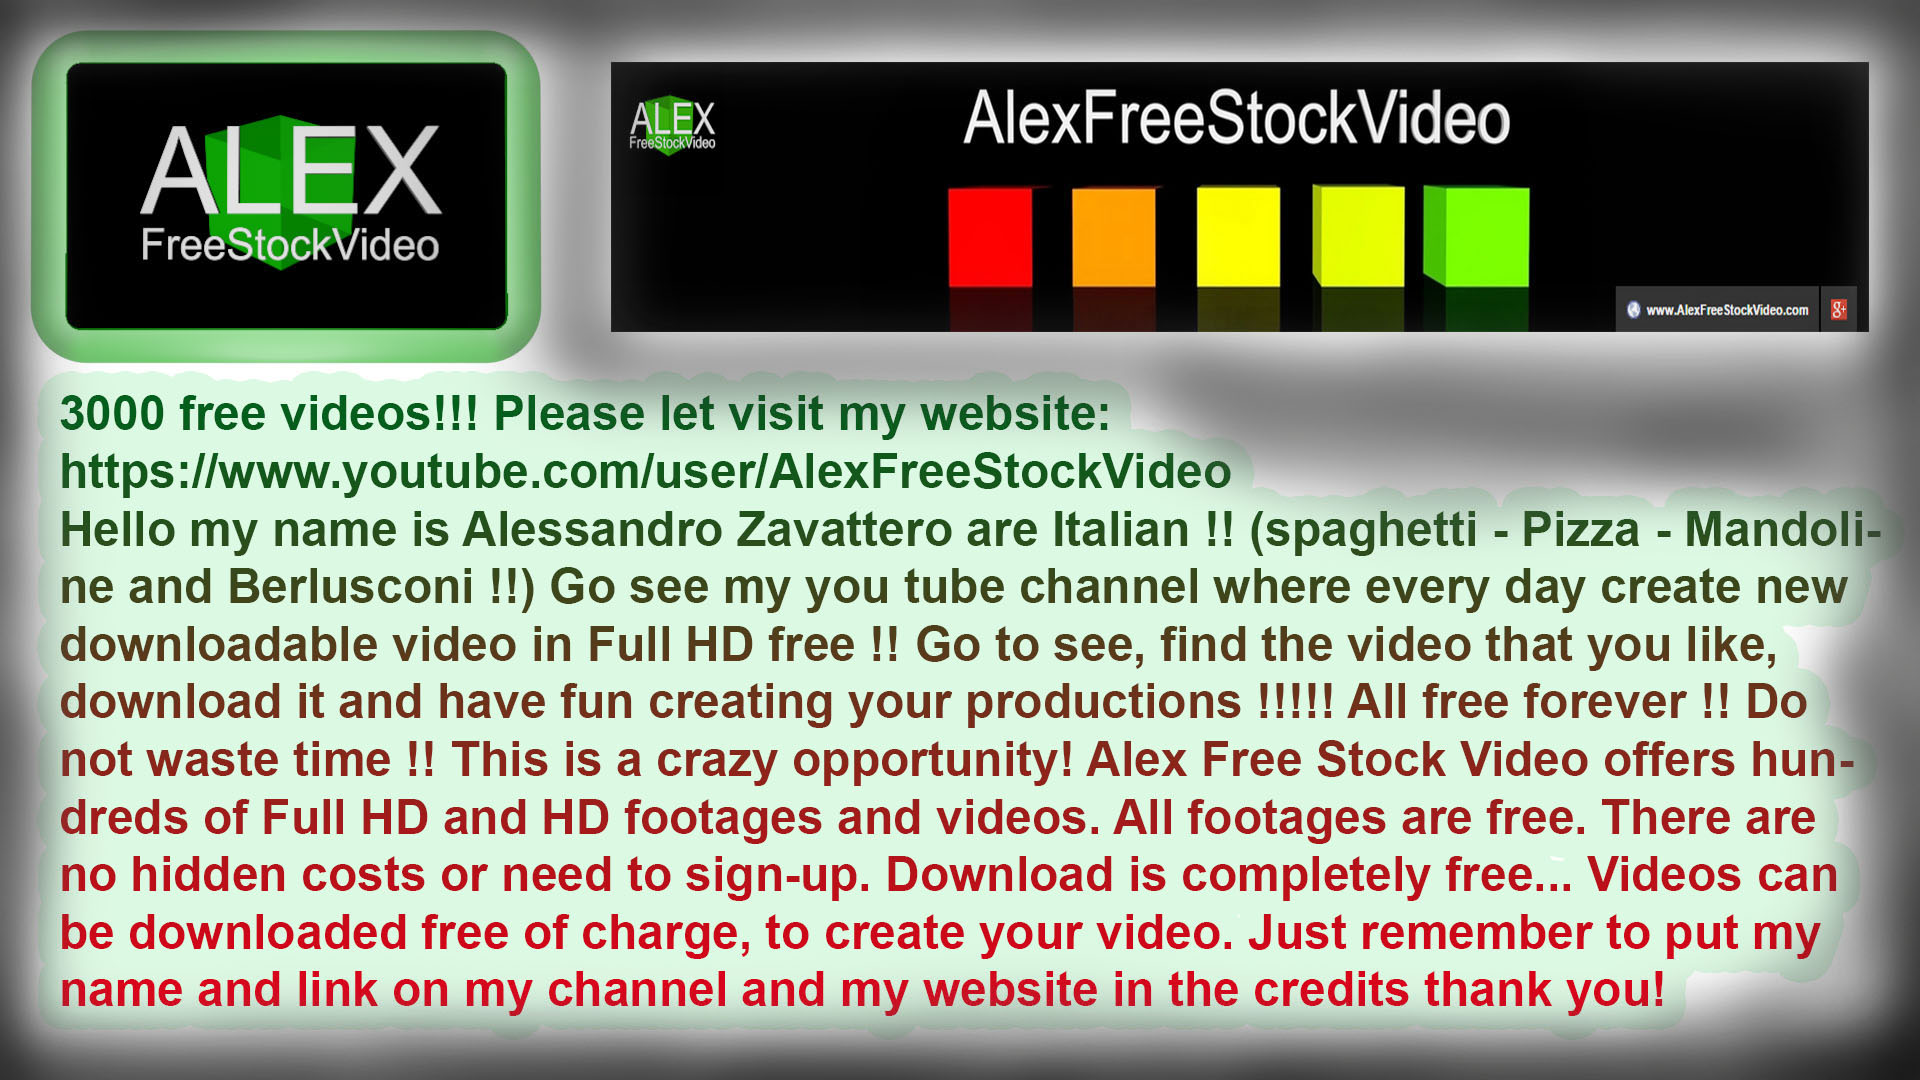 ALEX
FreeStockVideo
ALEX
FreeStockVideo
AlexFreeStockVideo
www.AlexFreeStockVideo.com
g+
3000 free videos!!! Please let visit my website:
https://www.youtube.com/user/AlexFreeStockVideo
Hello my name is Alessandro Zavattero are Italian !! (spaghetti - Pizza - Mandoli-
ne and Berlusconi !!) Go see my you tube channel where every day create new
downloadable video in Full HD free !! Go to see, find the video that you like,
download it and have fun creating your productions !!!!! All free forever !! Do
not waste time !! This is a crazy opportunity! Alex Free Stock Video offers hun-
dreds of Full HD and HD footages and videos. All footages are free. There are
no hidden costs or need to sign-up. Download is completely free... Videos can
be downloaded free of charge, to create your video. Just remember to put my
name and link on my channel and my website in the credits thank you!